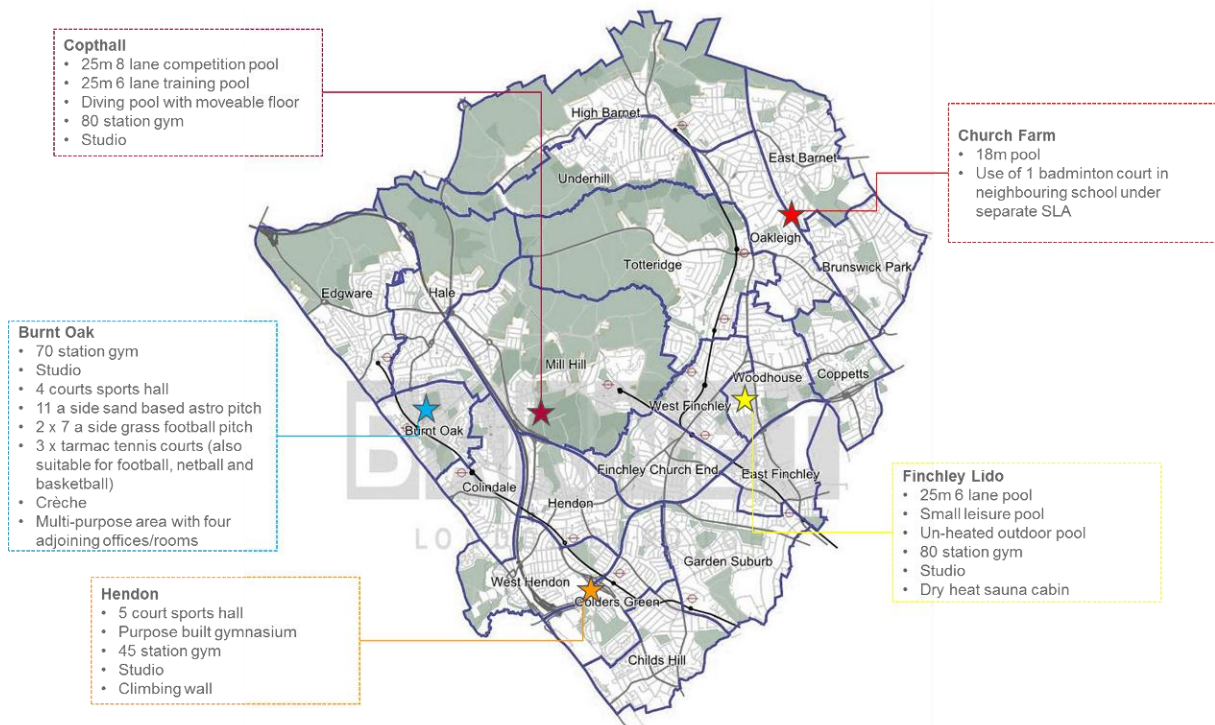 Copthall
• 25m 8 lane competition pool
• 25m 6 lane training pool
• Diving pool with moveable floor
• 80 station gym
• Studio
Church Farm
• 18m pool
• Use of 1 badminton court in
neighbouring school under
separate SLA
Burnt Oak
• 70 station gym
• Studio
• 4 courts sports hall
• 11 a side sand based astro pitch
• 2 x 7 a side grass football pitch
• 3 x tarmac tennis courts (also
suitable for football, netball and
basketball)
• Crèche
• Multi-purpose area with four
adjoining offices/rooms
Finchley Lido
• 25m 6 lane pool
• Small leisure pool
• Un-heated outdoor pool
• 80 station gym
• Studio
• Dry heat sauna cabin
Hendon
• 5 court sports hall
• Purpose built gymnasium
• 45 station gym
• Studio
• Climbing wall
High Barnet
East Barnet
Underhill
Oakleigh
Totteridge
Brunswick Park
Edgware
Hale
Mill Hill
Woodhouse
Coppetts
West Finchley
Burnt Oak
Finchley Church End
East Finchley
Colindale
Hendon
Garden Suburb
West Hendon
Golders Green
Childs Hill